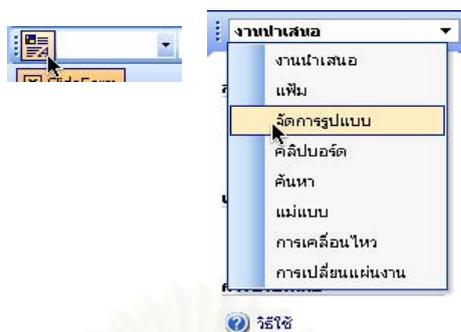 SlideForm
งานนำเสนอ
งานนำเสนอ
แฟ้ม
จัดการรูปแบบ
คลิปบอร์ด
ค้นหา
แม่แบบ
การเคลื่อนไหว
การเปลี่ยนแผ่นงาน
วิธีใช้